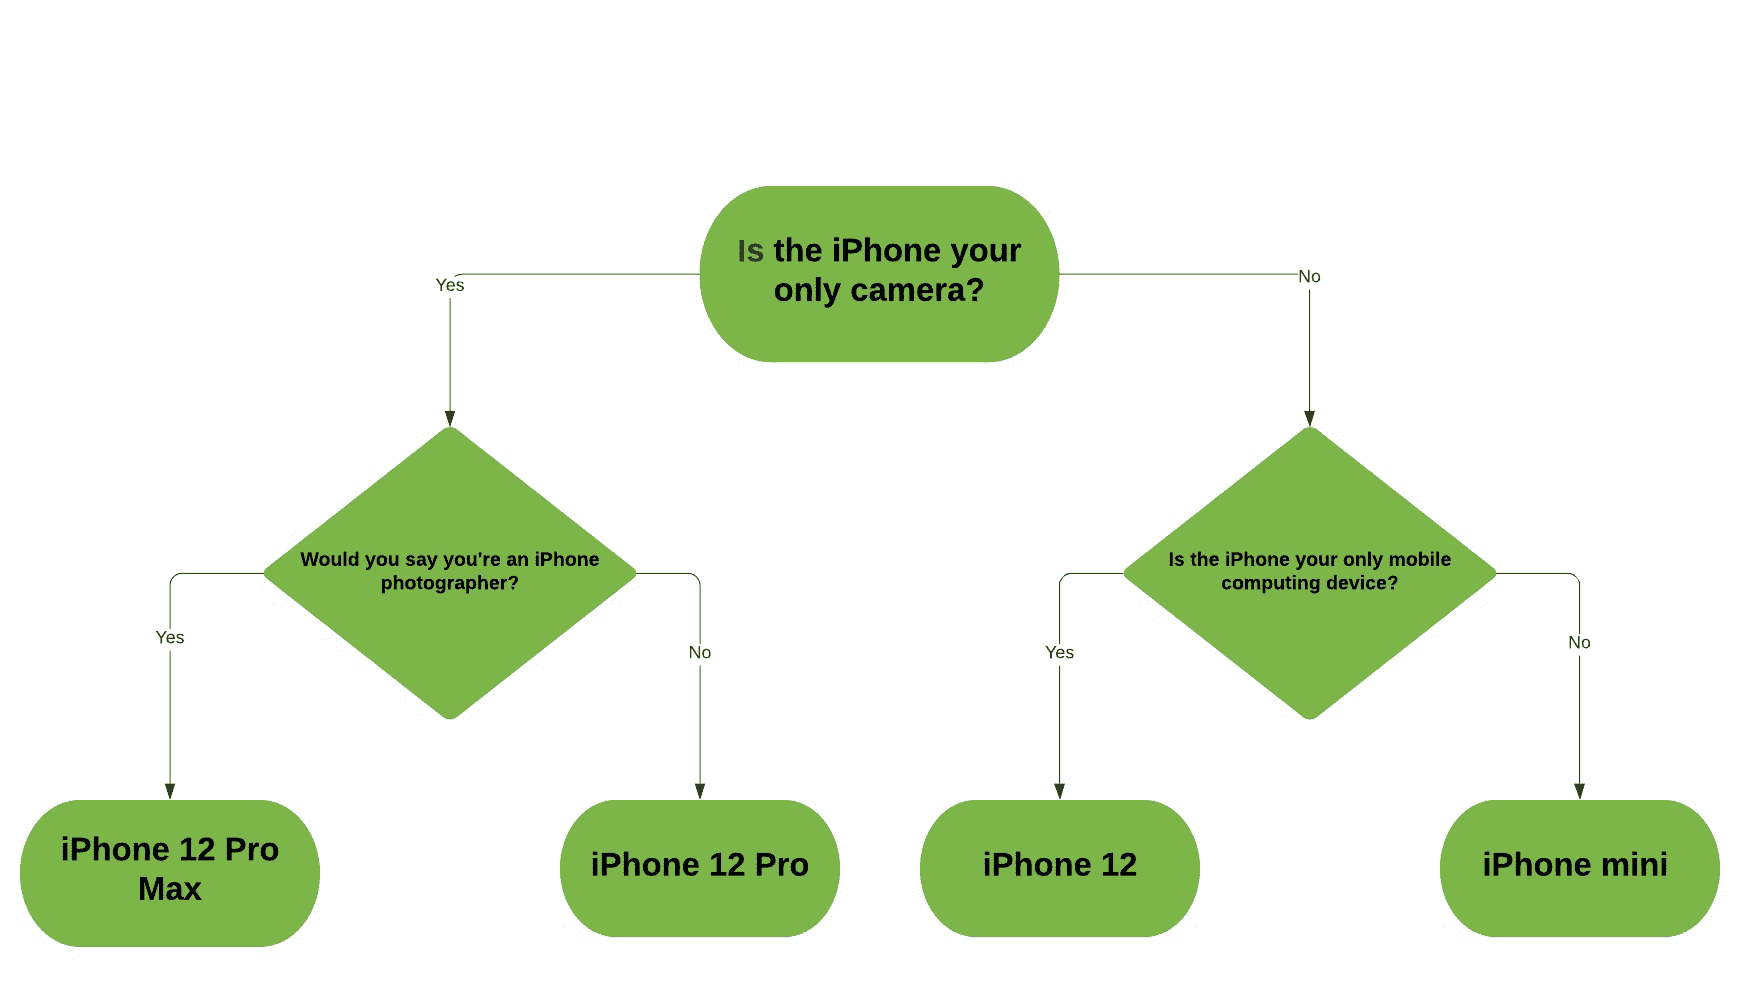 Is the iPhone your
only camera?
Yes
No
Would you say you're an iPhone
photographer?
Is the iPhone your only mobile
computing device?
Yes
No
Yes
No
iPhone 12 Pro
Max
iPhone 12 Pro
iPhone 12
iPhone mini